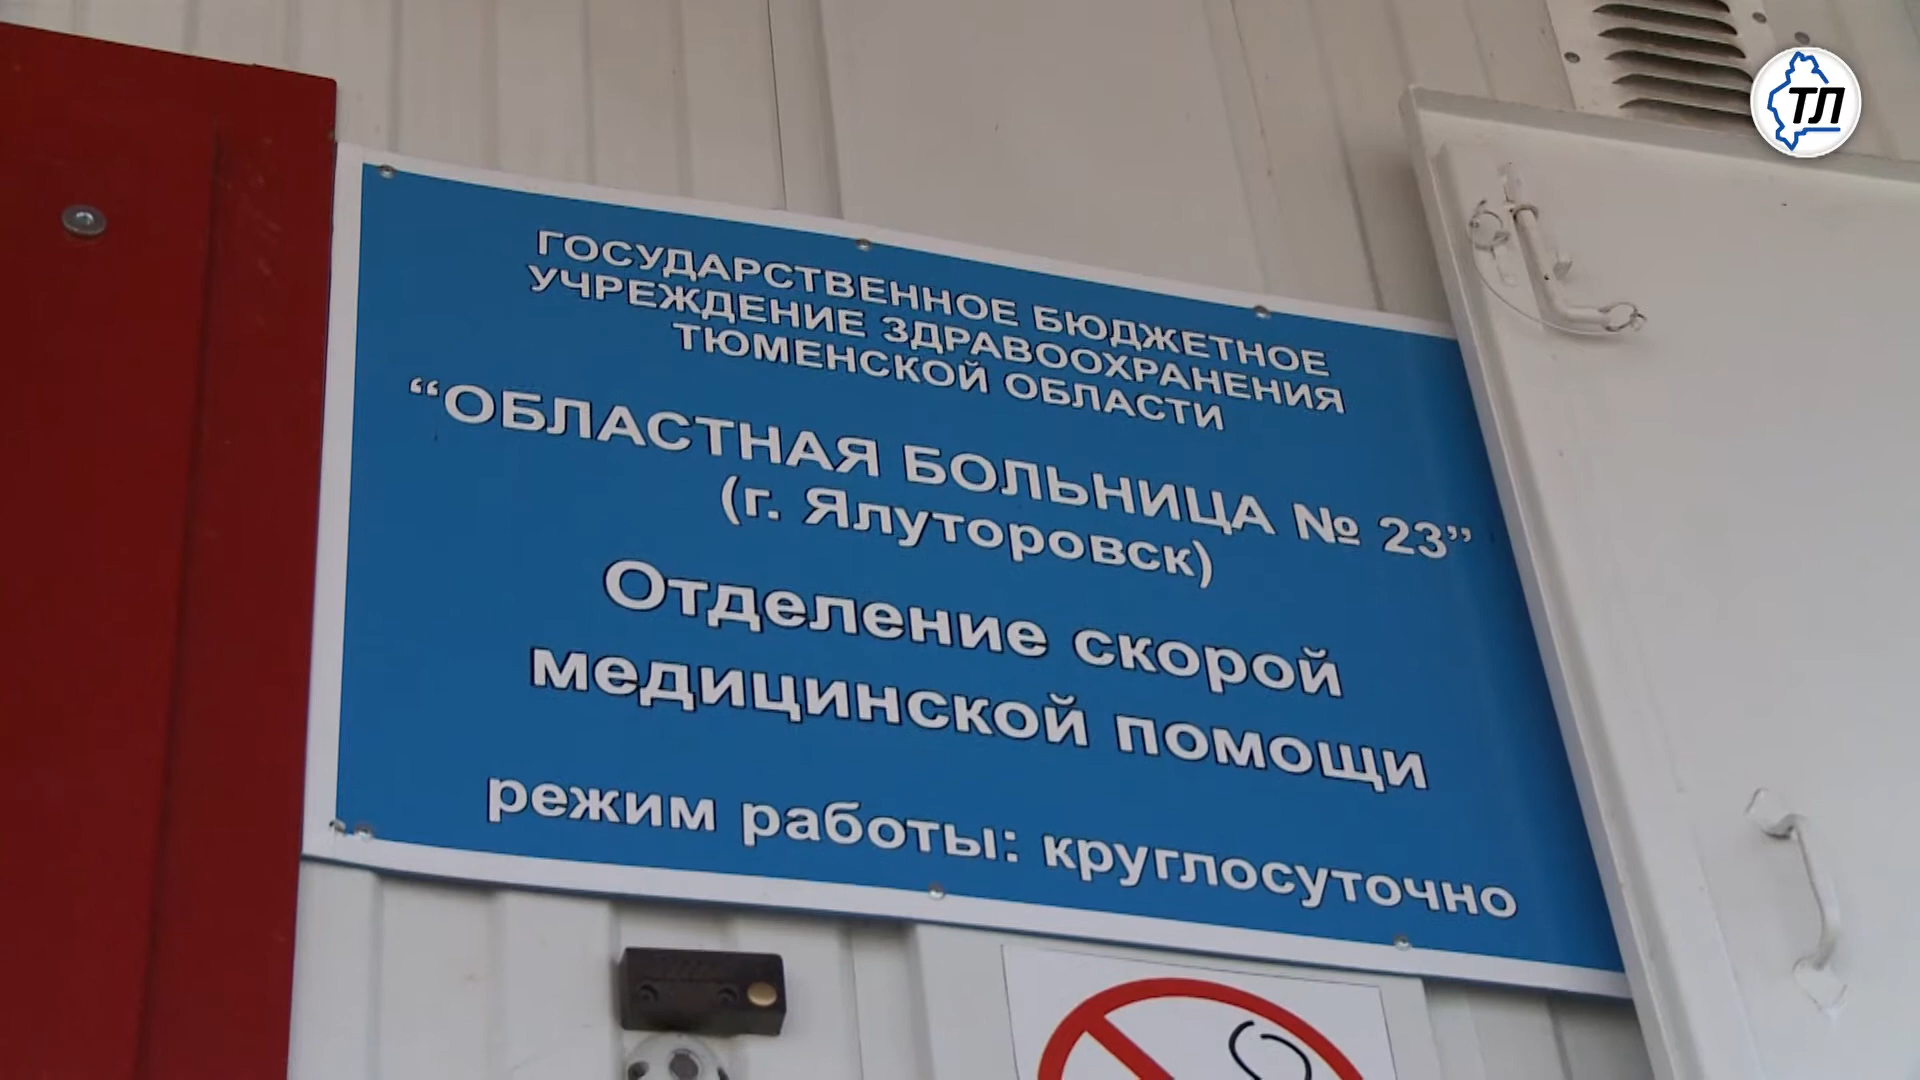 ТЛ
ГОСУДАРСТВЕННОЕ БЮДЖЕТНОЕ
УЧРЕЖДЕНИЕ ЗДРАВООХРАНЕНИЯ
ТЮМЕНСКОЙ ОБЛАСТИ
“ОБЛАСТНАЯ БОЛЬНИЦА № 23”
(г. Ялуторовск)
Отделение скорой
медицинской помощи
режим работы: круглосуточно